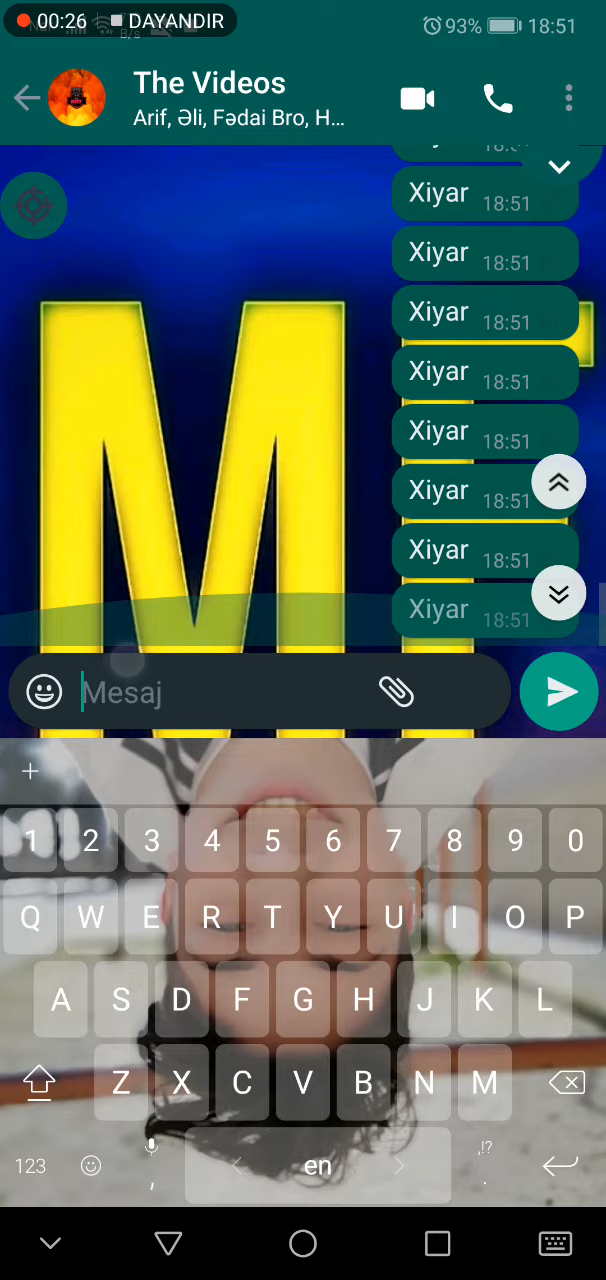 00:26 DAYANDIR
B/s
93% 18:51
The Videos
Arif, Əli, Fədai Bro, H...
18:51
Xiyar 18:51
Xiyar 18:51
Xiyar 18:51
Xiyar 18:51
Xiyar 18:51
Xiyar 18:51
Xiyar 18:51
Xiyar 18:51
M
Mesaj
1 2 3 4 5 6 7 8 9 0
Q W E R T Y U I O P
A S D F G H J K L
Z X C V B N M
123 , en ,!? .